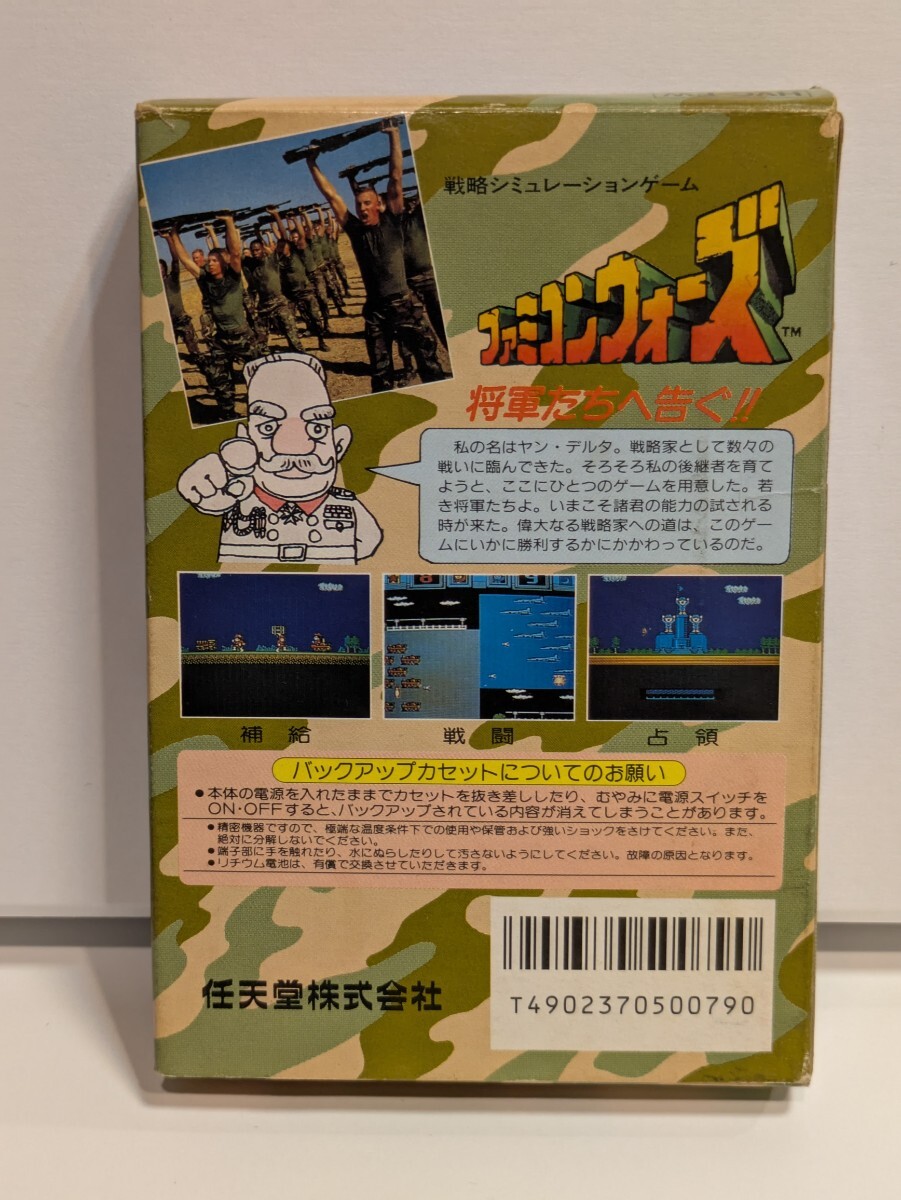 戦略シミュレーションゲーム
ファミコンウォーズ
TM
将軍たちへ告ぐ!!
私の名はヤン・デルタ。戦略家として数々の
戦いに臨んできた。そろそろ私の後継者を育て
ようと、ここにひとつのゲームを用意した。若
き将軍たちよ。いまこそ諸君の能力の試される
時が来た。偉大なる戦略家への道は、このゲー
ムにいかに勝利するかにかかわっているのだ。
8 9
補給
戦闘
占領
バックアップカセットについてのお願い
●本体の電源を入れたままでカセットを抜き差ししたり、むやみに電源スイッチを
ON・OFFすると、バックアップされている内容が消えてしまうことがあります。
●精密機器ですので、極端な温度条件下での使用や保管および強いショックをさけてください。また、
絶対に分解しないでください。
●端子部に手を触れたり、水にぬらしたりして汚さないようにしてください。故障の原因となります。
●リチウム電池は、有償で交換させていただきます。
任天堂株式会社
T4902370500790